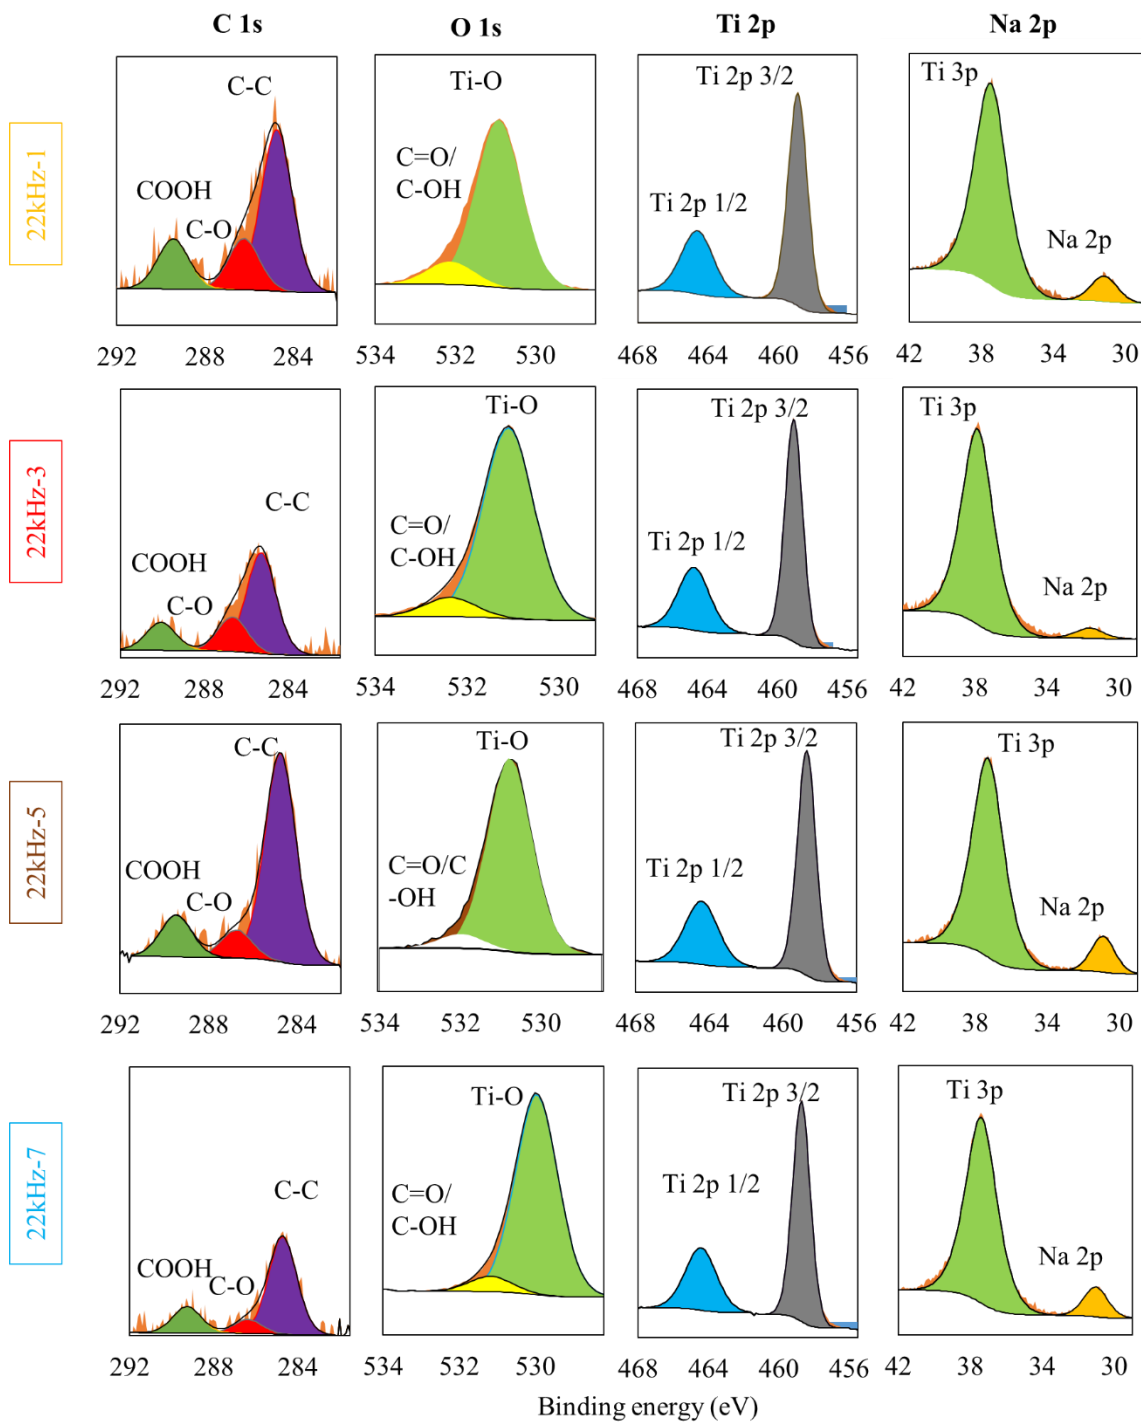 C 1s
O 1s
Ti 2p
Na 2p
22kHz-1
C-C
COOH
C-O
Ti-O
C=O/
C-OH
Ti 2p 3/2
Ti 2p 1/2
Ti 3p
Na 2p
292 288 284
534 532 530
468 464 460 456
42 38 34 30
22kHz-3
C-C
COOH
C-O
Ti-O
C=O/
C-OH
Ti 2p 3/2
Ti 2p 1/2
Ti 3p
Na 2p
292 288 284
534 532 530
468 464 460 456
42 38 34 30
22kHz-5
C-C
COOH
C-O
Ti-O
C=O/C
-OH
Ti 2p 3/2
Ti 2p 1/2
Ti 3p
Na 2p
292 288 284
534 532 530
468 464 460 456
42 38 34 30
22kHz-7
C-C
COOH
C-O
Ti-O
C=O/
C-OH
Ti 2p 3/2
Ti 2p 1/2
Ti 3p
Na 2p
292 288 284
534 532 530
468 464 460 456
42 38 34 30
Binding energy (eV)